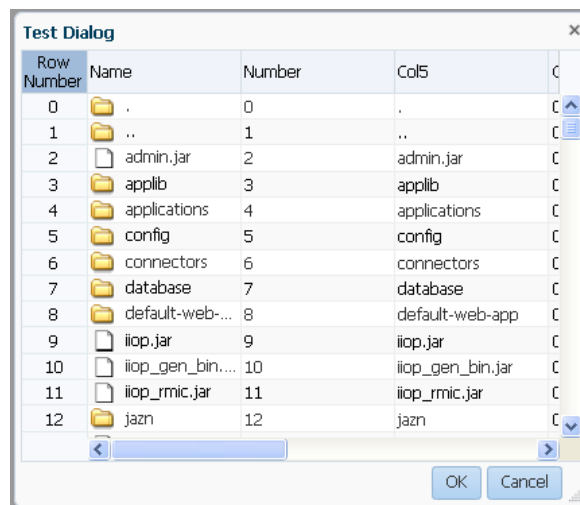 Test Dialog
Row Number Name Number Col5
0 . 0 .
1 .. 1 ..
2 admin.jar 2 admin.jar
3 applib 3 applib
4 applications 4 applications
5 config 5 config
6 connectors 6 connectors
7 database 7 database
8 default-web-... 8 default-web-app
9 iiop.jar 9 iiop.jar
10 iiop_gen_bin.... 10 iiop_gen_bin.jar
11 iiop_rmic.jar 11 iiop_rmic.jar
12 jazn 12 jazn
OK Cancel